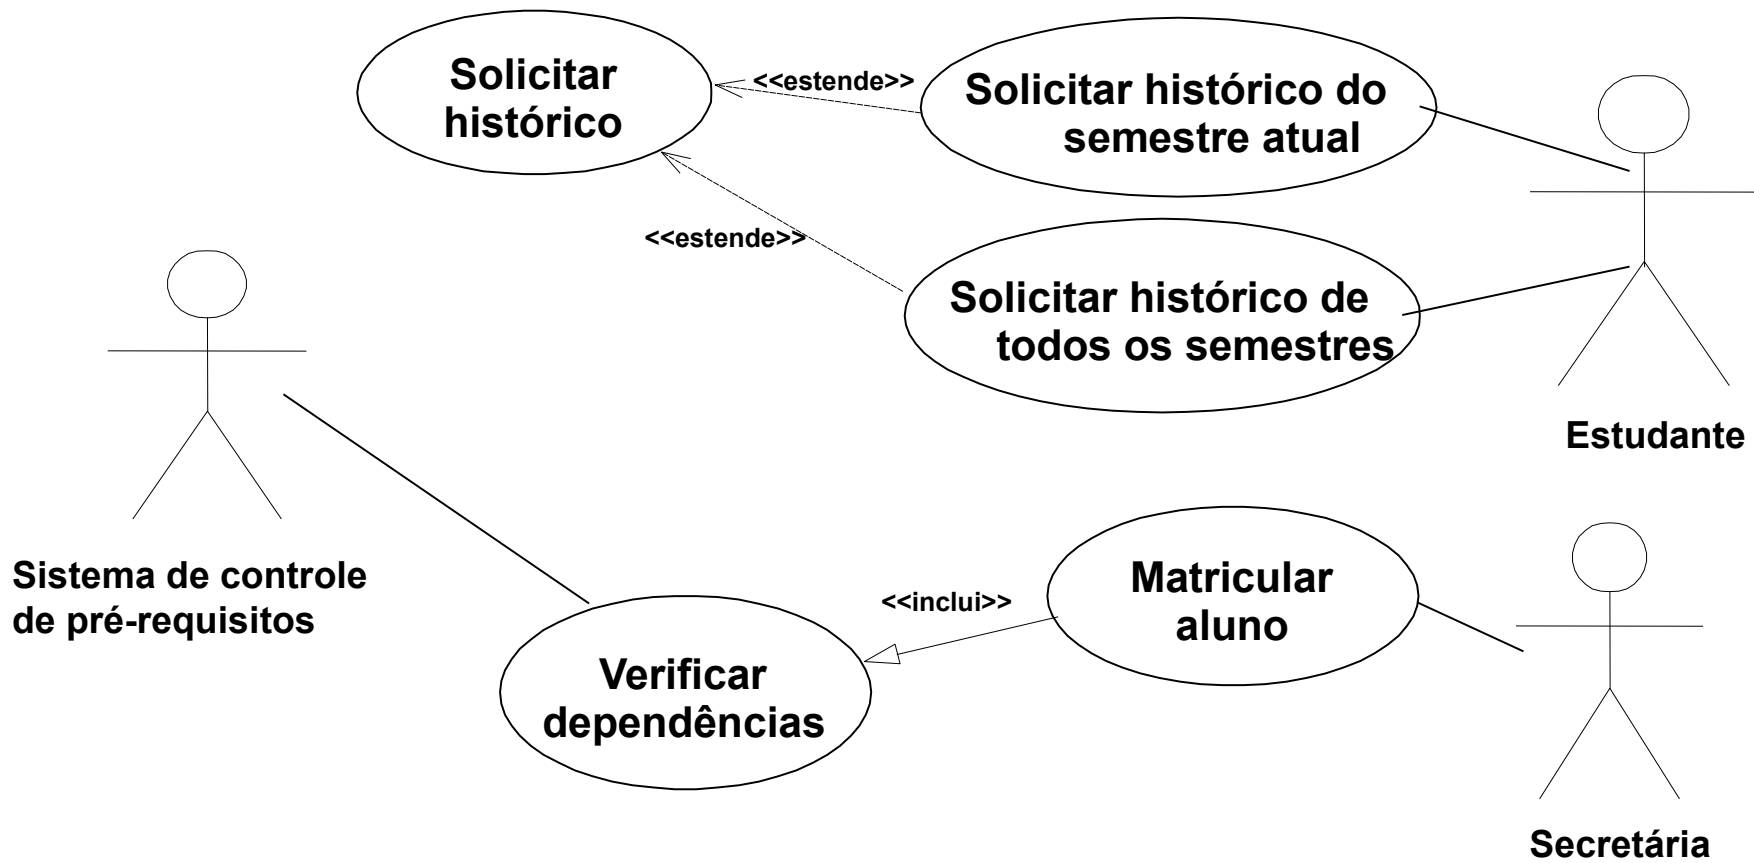 Solicitar
histórico
<<estende>>
Solicitar histórico do
semestre atual
<<estende>>
Solicitar histórico de
todos os semestres
Estudante
Sistema de controle
de pré-requisitos
<<inclui>>
Matricular
aluno
Verificar
dependências
Secretária